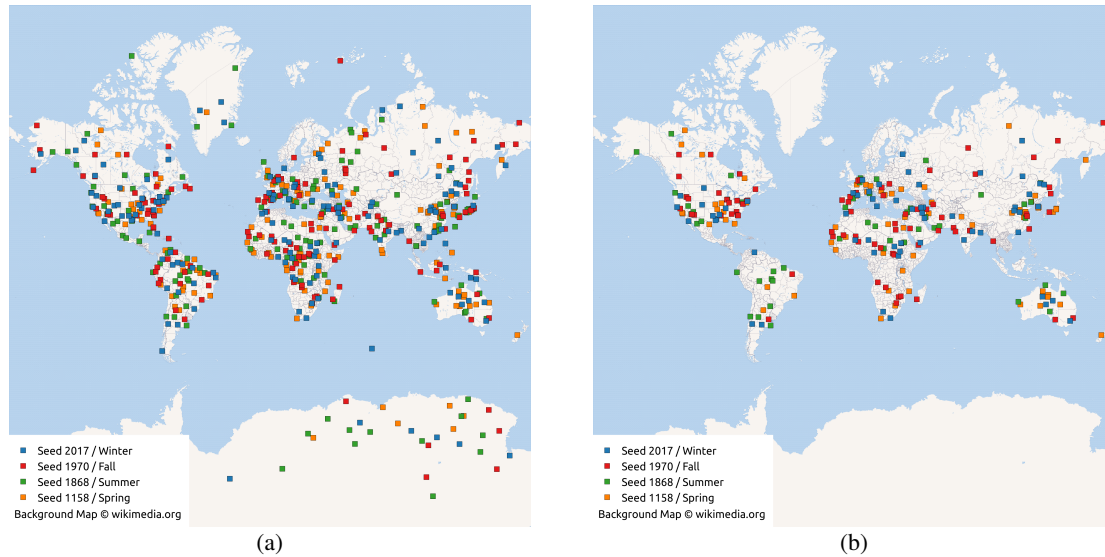 Seed 2017 / Winter
Seed 1970 / Fall
Seed 1868 / Summer
Seed 1158 / Spring
Background Map © wikimedia.org
(a)
Seed 2017 / Winter
Seed 1970 / Fall
Seed 1868 / Summer
Seed 1158 / Spring
Background Map © wikimedia.org
(b)